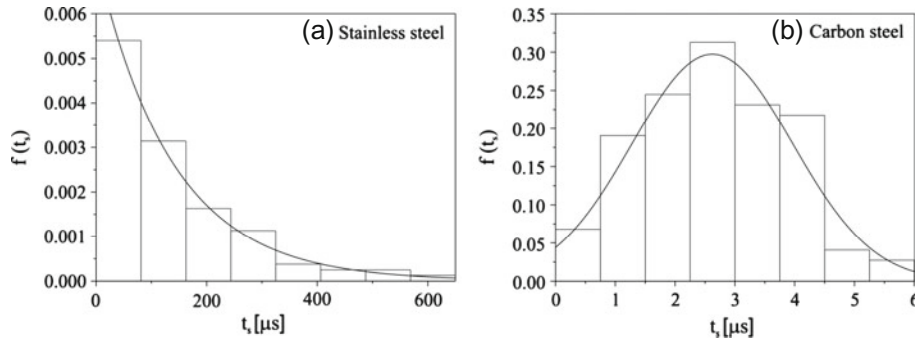 (a) Stainless steel
0.006
0.005
0.004
0.003
0.002
0.001
0.000
f (tₛ)
0 200 400 600
tₛ[µs]
(b) Carbon steel
0.35
0.30
0.25
0.20
0.15
0.10
0.05
0.00
f (tₛ)
0 1 2 3 4 5 6
tₛ[µs]